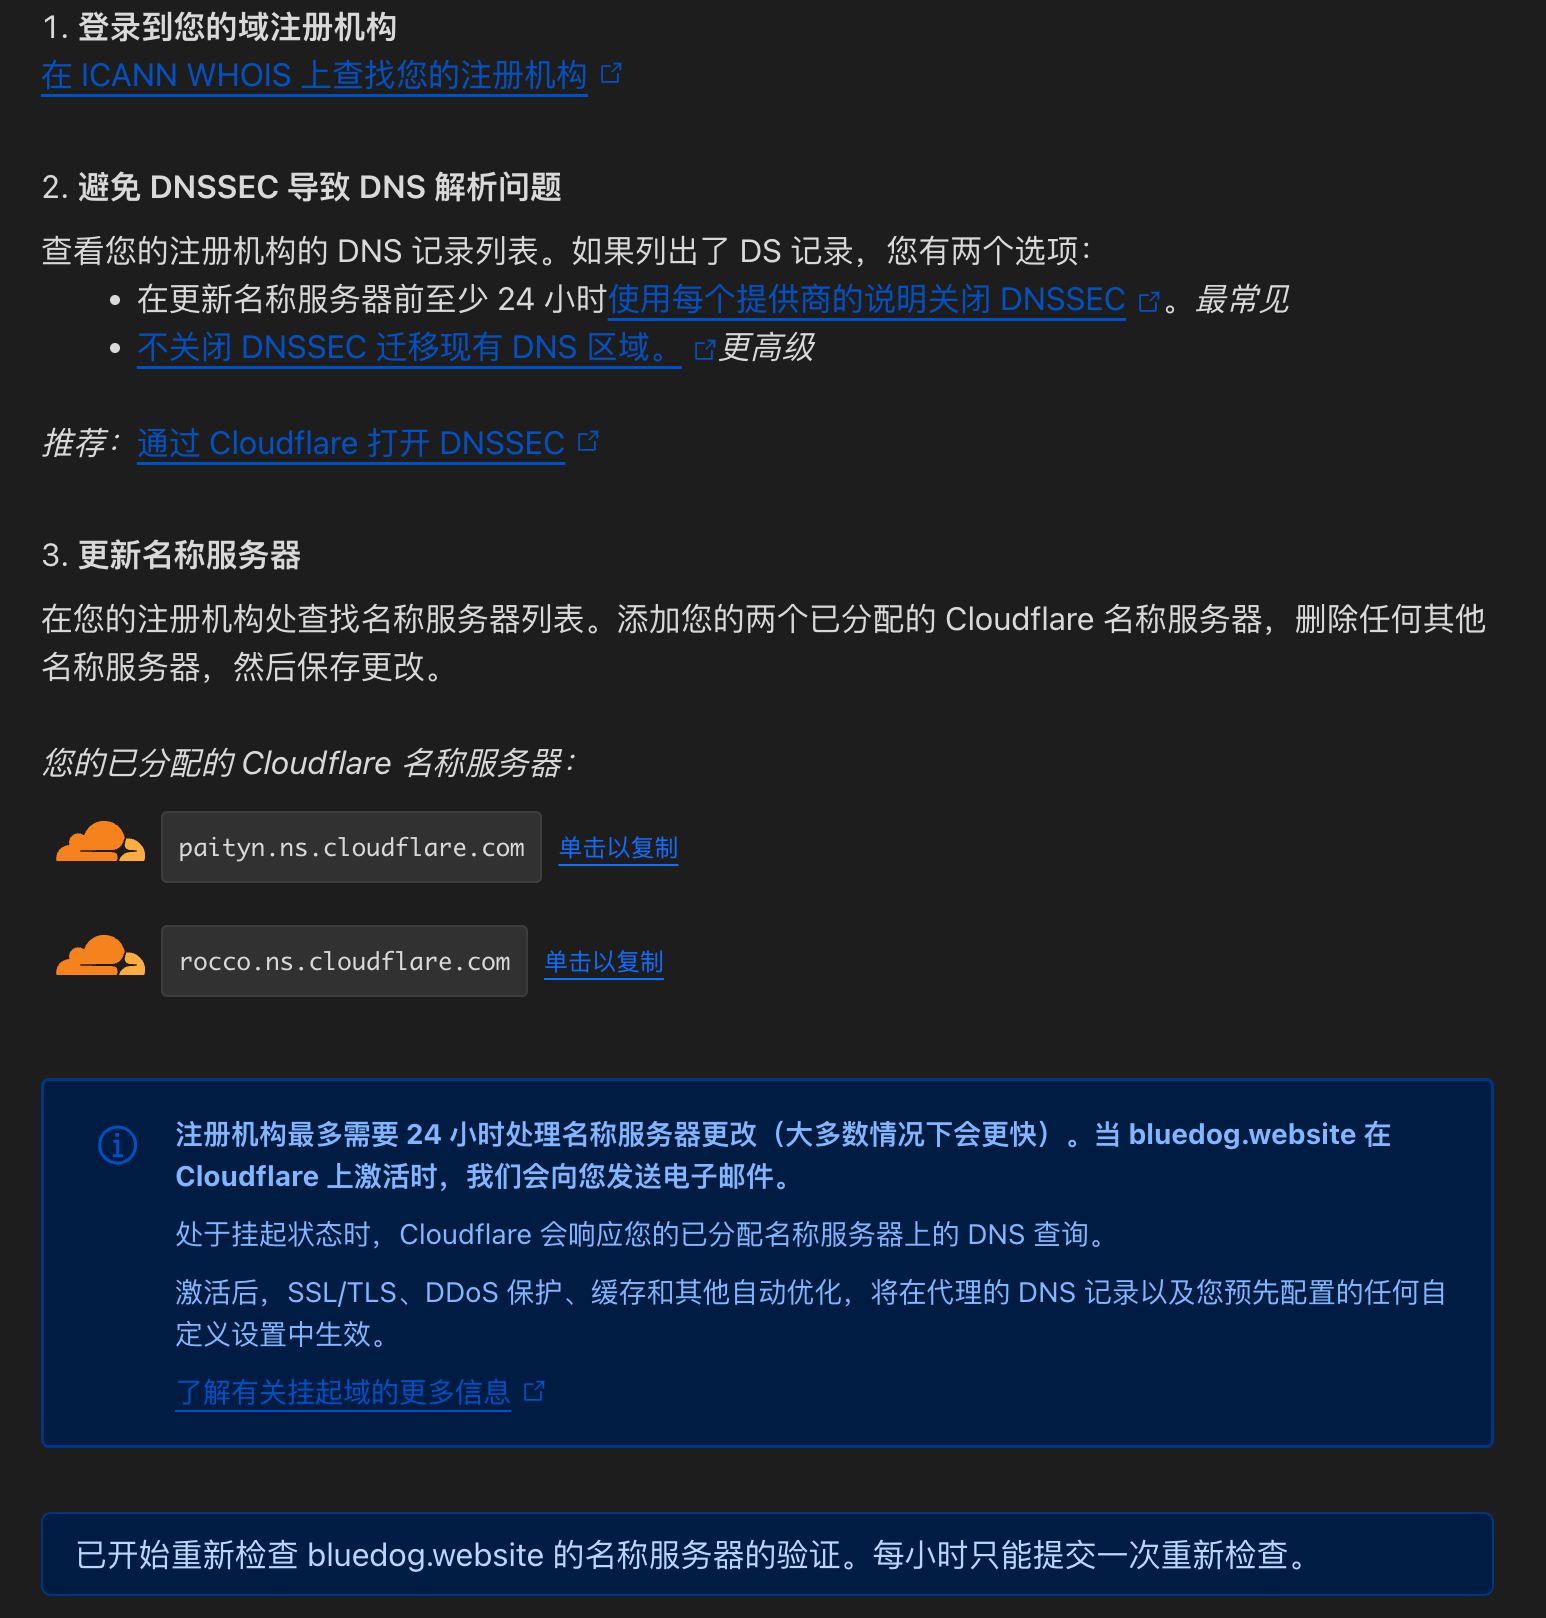 1. 登录到您的域注册机构
在 ICANN WHOIS 上查找您的注册机构
2. 避免 DNSSEC 导致 DNS 解析问题
查看您的注册机构的 DNS 记录列表。如果列出了 DS 记录，您有两个选项：
• 在更新名称服务器前至少 24 小时使用每个提供商的说明关闭 DNSSEC 。最常见
• 不关闭 DNSSEC 迁移现有 DNS 区域。 更高级
推荐：通过 Cloudflare 打开 DNSSEC
3. 更新名称服务器
在您的注册机构处查找名称服务器列表。添加您的两个已分配的 Cloudflare 名称服务器，删除任何其他
名称服务器，然后保存更改。
您的已分配的 Cloudflare 名称服务器：
paityn.ns.cloudflare.com 单击以复制
rocco.ns.cloudflare.com 单击以复制
注册机构最多需要 24 小时处理名称服务器更改（大多数情况下会更快）。当 bluedog.website 在
Cloudflare 上激活时，我们会向您发送电子邮件。
处于挂起状态时，Cloudflare 会响应您的已分配名称服务器上的 DNS 查询。
激活后，SSL/TLS、DDoS 保护、缓存和其他自动优化，将在代理的 DNS 记录以及您预先配置的任何自
定义设置中生效。
了解有关挂起域的更多信息
已开始重新检查 bluedog.website 的名称服务器的验证。每小时只能提交一次重新检查。